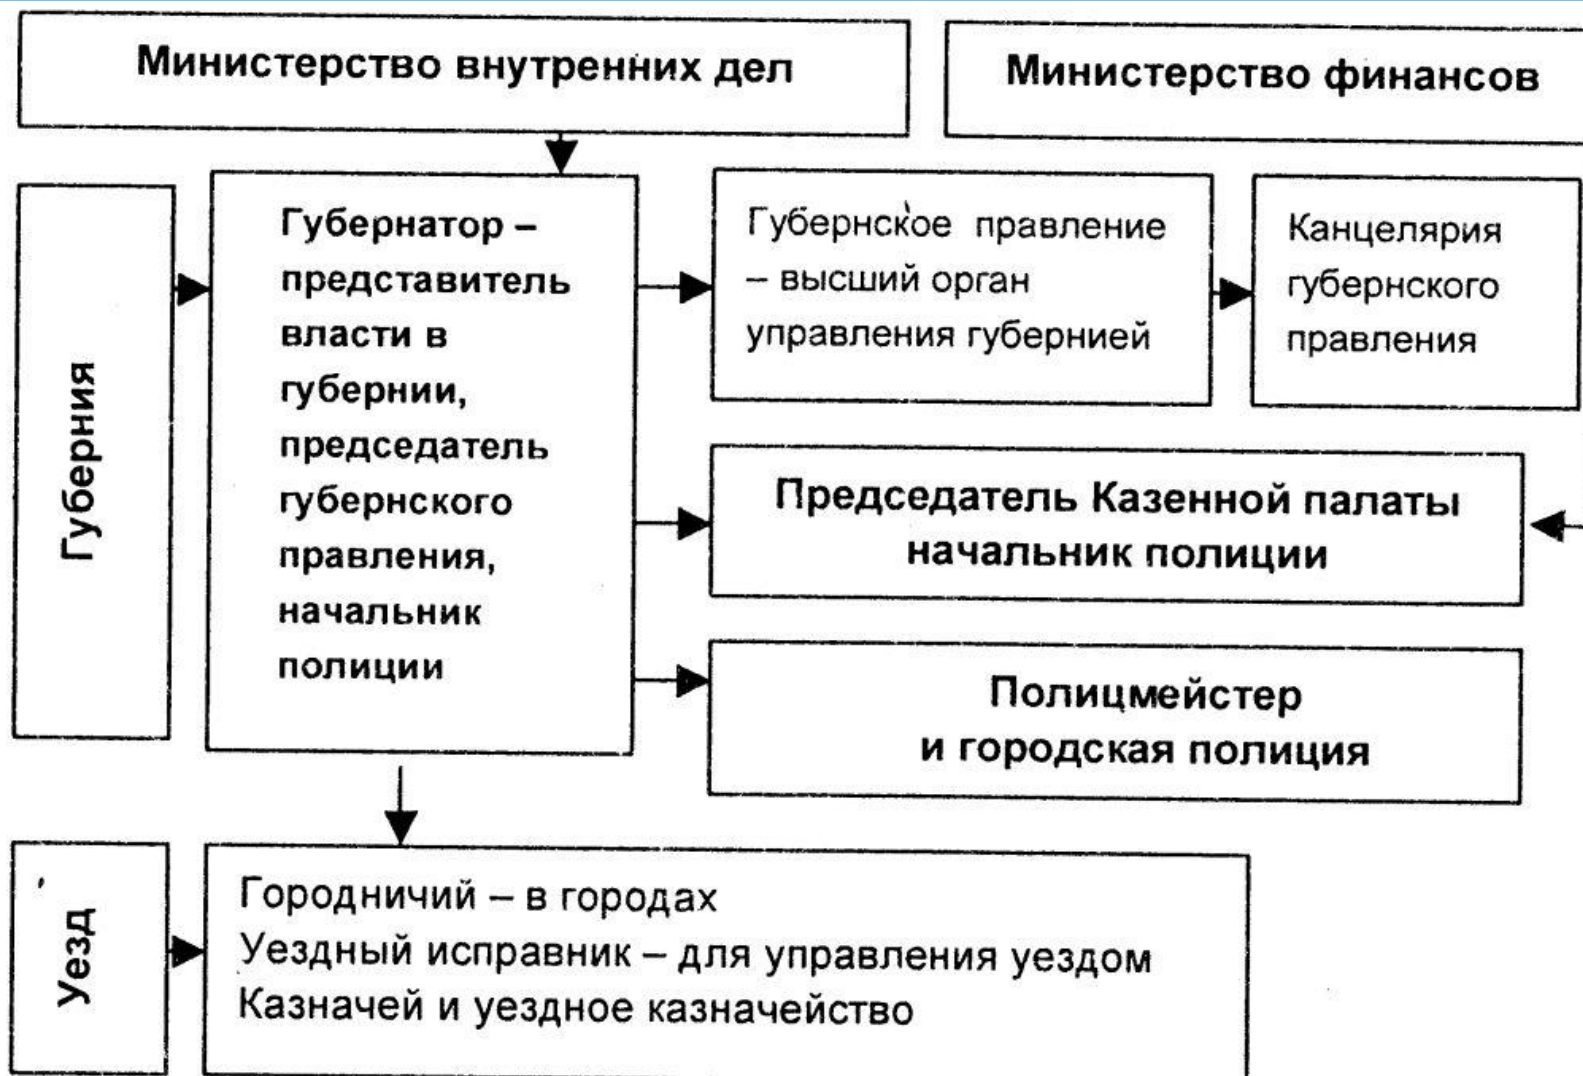 Министерство внутренних дел
Министерство финансов
Губерния
Губернатор –
представитель
власти в
губернии,
председатель
губернского
правления,
начальник
полиции
Губернское правление
– высший орган
управления губернией
Канцелярия
губернского
правления
Председатель Казенной палаты
начальник полиции
Полицмейстер
и городская полиция
Уезд
Городничий – в городах
Уездный исправник – для управления уездом
Казначей и уездное казначейство